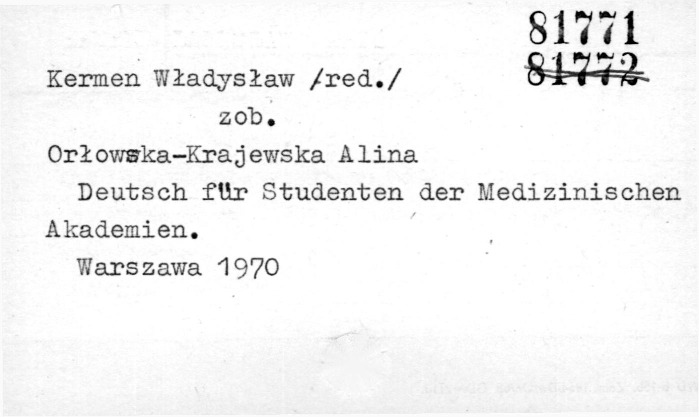 81771
81772
Kermen Władysław /red./
zob.
Orłowska-Krajewska Alina
Deutsch für Studenten der Medizinischen
Akademien.
Warszawa 1970